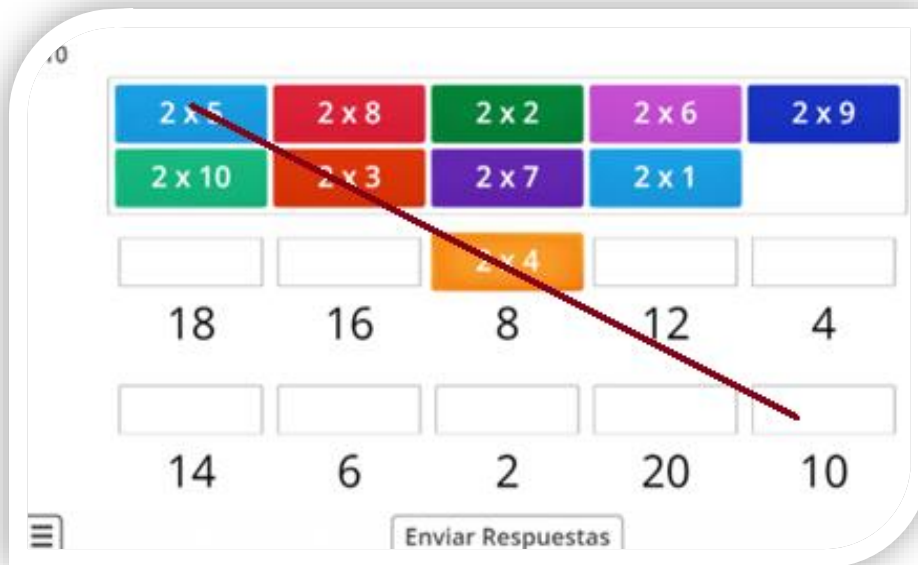 2 x 5 2 x 8 2 x 2 2 x 6 2 x 9
2 x 10 2 x 3 2 x 7 2 x 1
2 x 4
18 16 8 12 4
14 6 2 20 10
Enviar Respuestas